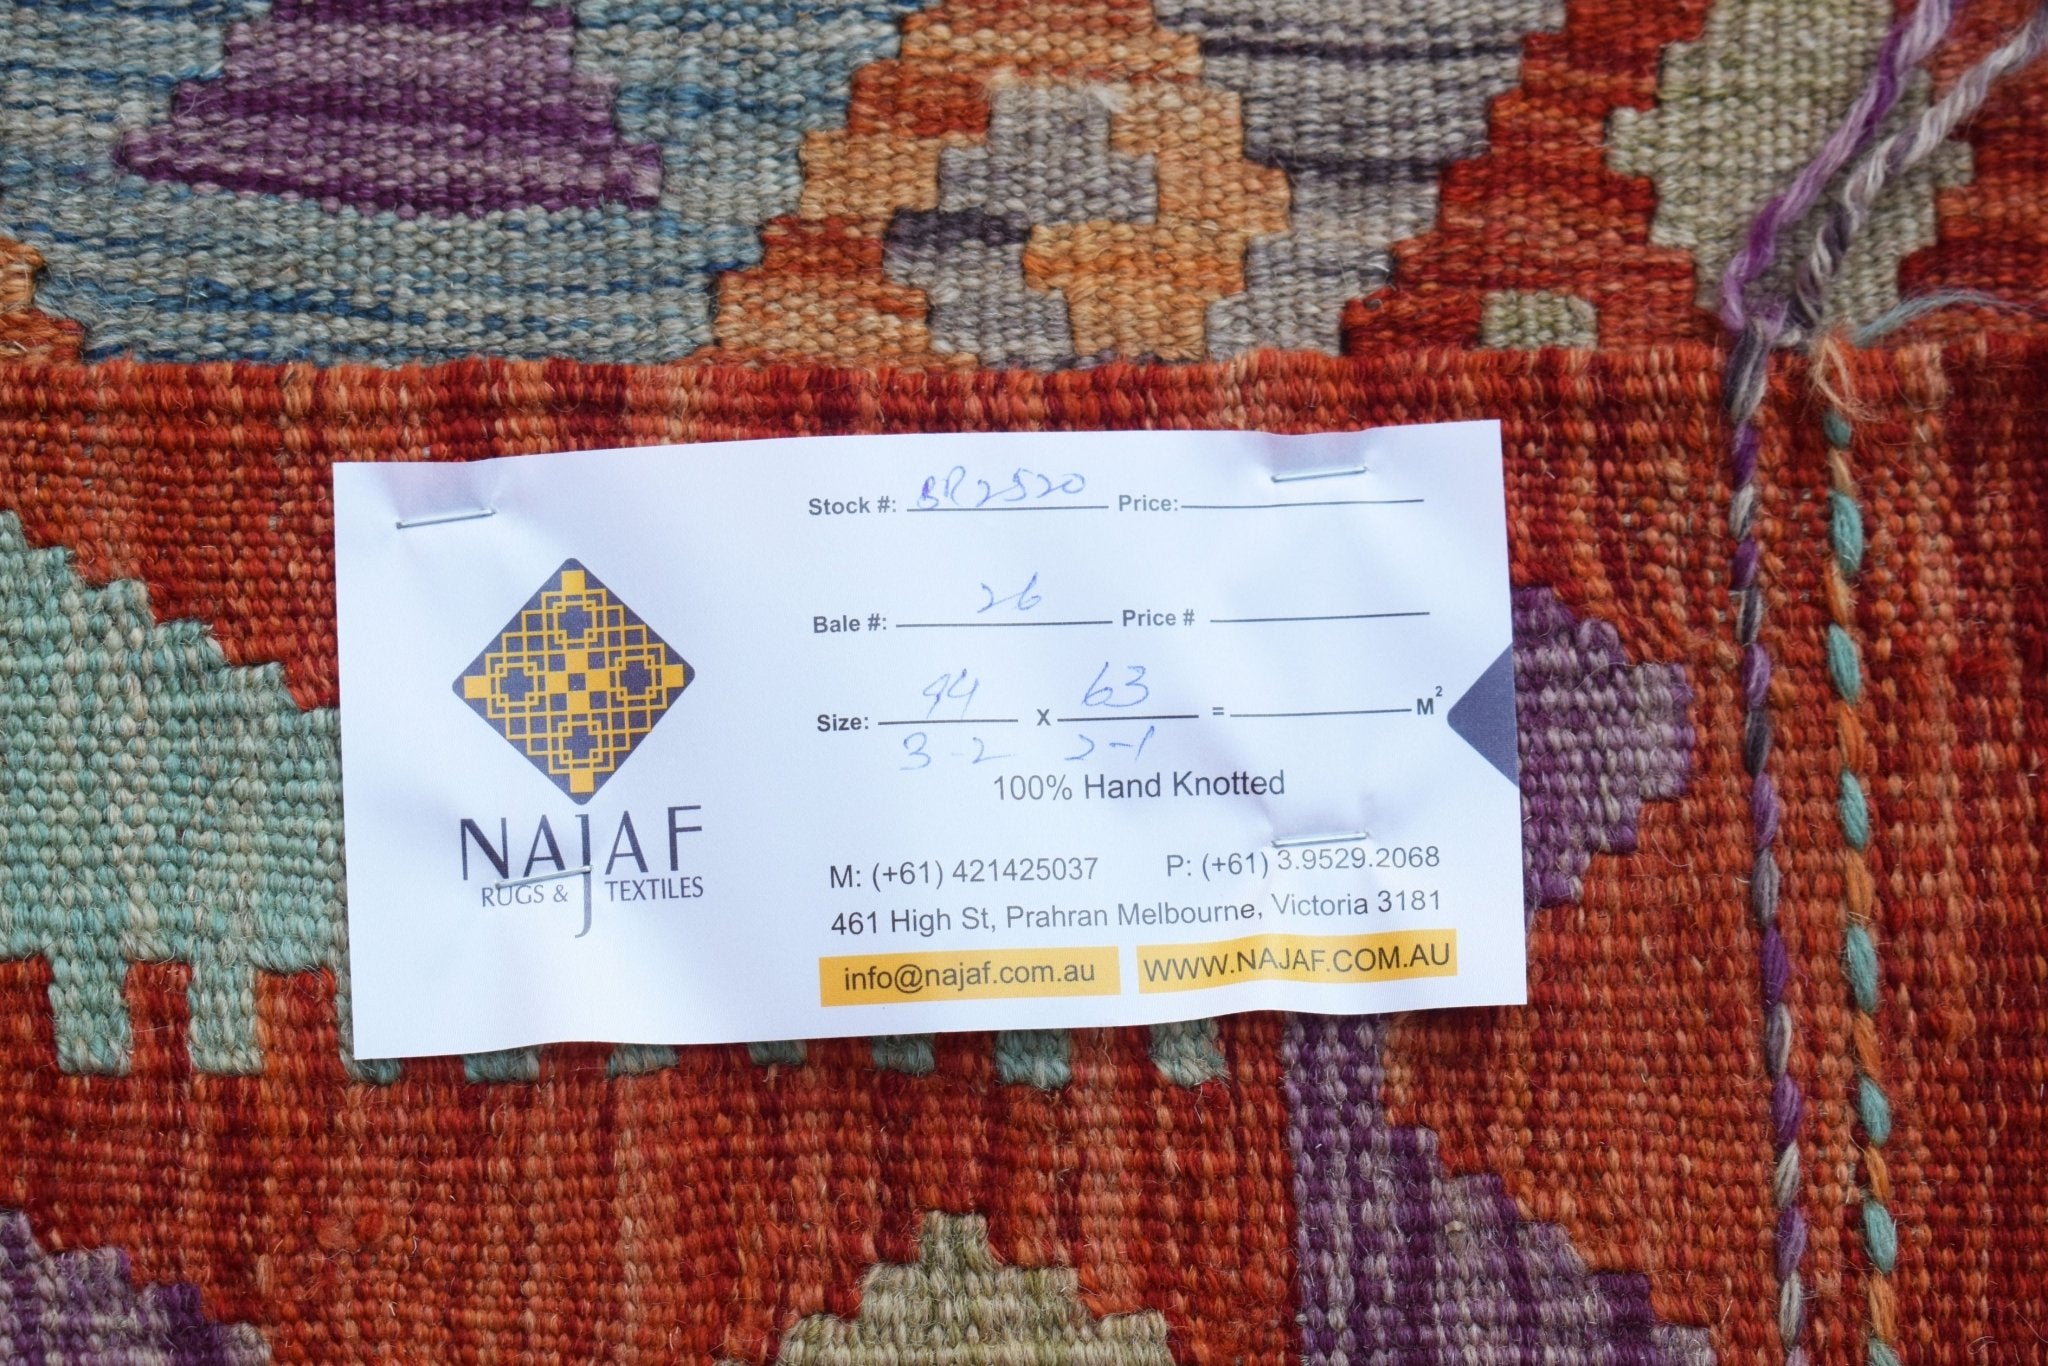 Stock #: BR2520 Price:
Bale #: 26 Price #
Size: 94 X 63 = M²
3-2 2-1
100% Hand Knotted
NAJAF
RUGS & TEXTILES
M: (+61) 421425037 P: (+61) 3.9529.2068
461 High St, Prahran Melbourne, Victoria 3181
info@najaf.com.au WWW.NAJAF.COM.AU